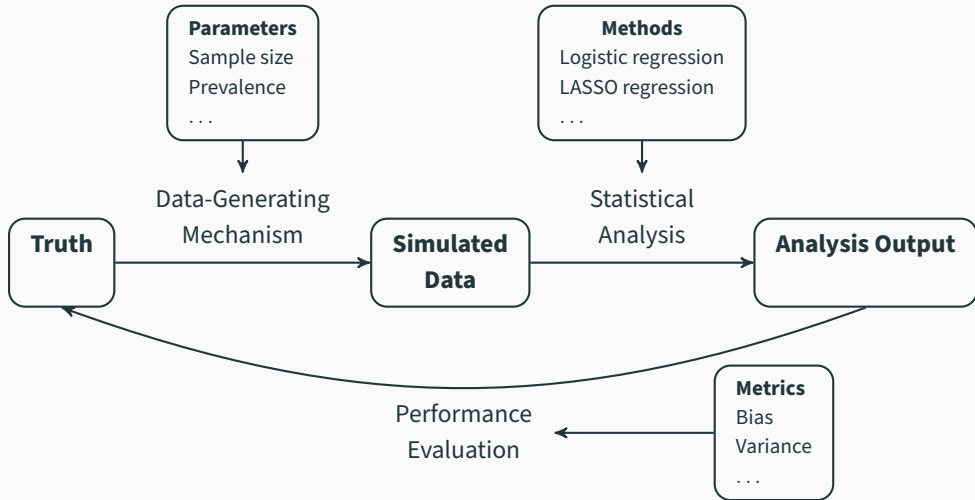 Parameters
Sample size
Prevalence
. . .
Methods
Logistic regression
LASSO regression
. . .
Data-Generating
Mechanism
Statistical
Analysis
Truth
Simulated
Data
Analysis Output
Performance
Evaluation
Metrics
Bias
Variance
. . .